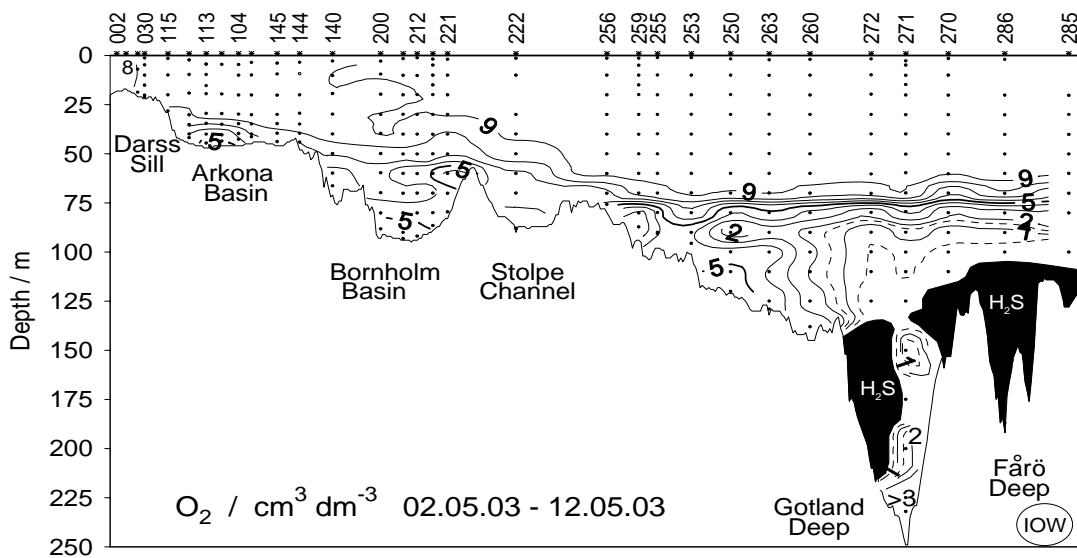 002 030 115 113 104 145 144 140 200 212 221 222 256 259 255 253 250 263 260 272 271 270 286 285
0
25
50
75
100
125
150
175
200
225
250
Depth / m
8
9
5
Darss
Sill
Arkona
Basin
5
9
9
5
2
1
5
2
5
Bornholm
Basin
Stolpe
Channel
H₂S
H₂S
1
2
1
>3
Gotland
Deep
Fårö
Deep
O₂ / cm³ dm⁻³ 02.05.03 - 12.05.03
IOW